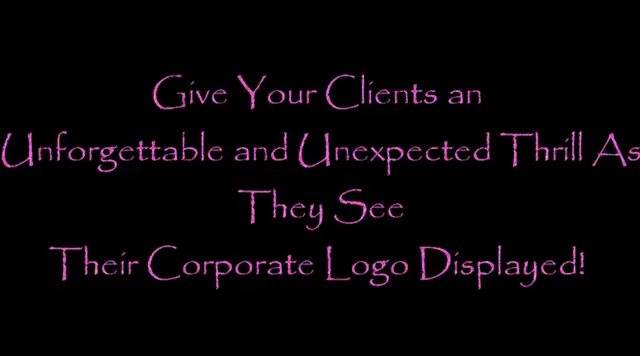 Give Your Clients an
Unforgettable and Unexpected Thrill As
They See
Their Corporate Logo Displayed!